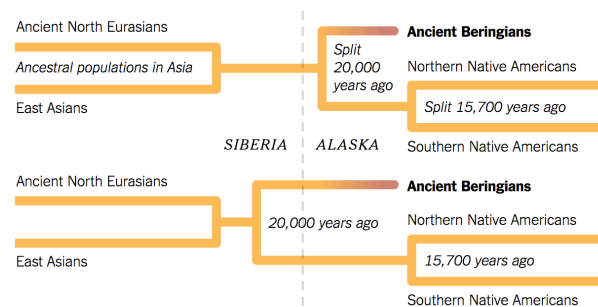 Ancient North Eurasians
Ancient Beringians
Split
20,000
years ago
Northern Native Americans
Ancestral populations in Asia
East Asians
Split 15,700 years ago
SIBERIA
ALASKA
Southern Native Americans
Ancient North Eurasians
Ancient Beringians
20,000 years ago
Northern Native Americans
East Asians
15,700 years ago
Southern Native Americans